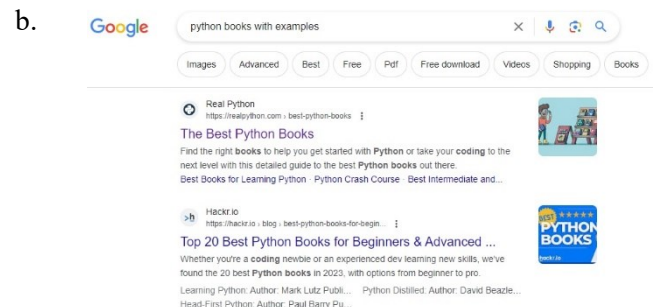 b.
Google
python books with examples
Images Advanced Best Free Pdf Free download Videos Shopping Books
Real Python
https://realpython.com › best-python-books
The Best Python Books
Find the right books to help you get started with Python or take your coding to the
next level with this detailed guide to the best Python books out there.
Best Books for Learning Python · Python Crash Course · Best Intermediate and...
Hackr.io
https://hackr.io › blog › best-python-books-for-begin...
Top 20 Best Python Books for Beginners & Advanced ...
Whether you're a coding newbie or an experienced dev learning new skills, we've
found the 20 best Python books in 2023, with options from beginner to pro.
Learning Python: Author: Mark Lutz Publi... Python Distilled: Author: David Beazle...
Head-First Python: Author: Paul Barry Pu...
BEST
PYTHON
BOOKS
hackr.io